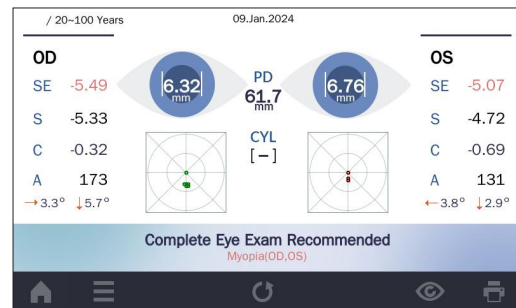 / 20~100 Years 09.Jan.2024
OD OS
SE -5.49 6.32 mm PD 61.7 mm 6.76 mm SE -5.07
S -5.33 S -4.72
C -0.32 CYL [ – ] C -0.69
A 173 A 131
→ 3.3° ↓ 5.7° ← 3.8° ↓ 2.9°
Complete Eye Exam Recommended
Myopia(OD,OS)